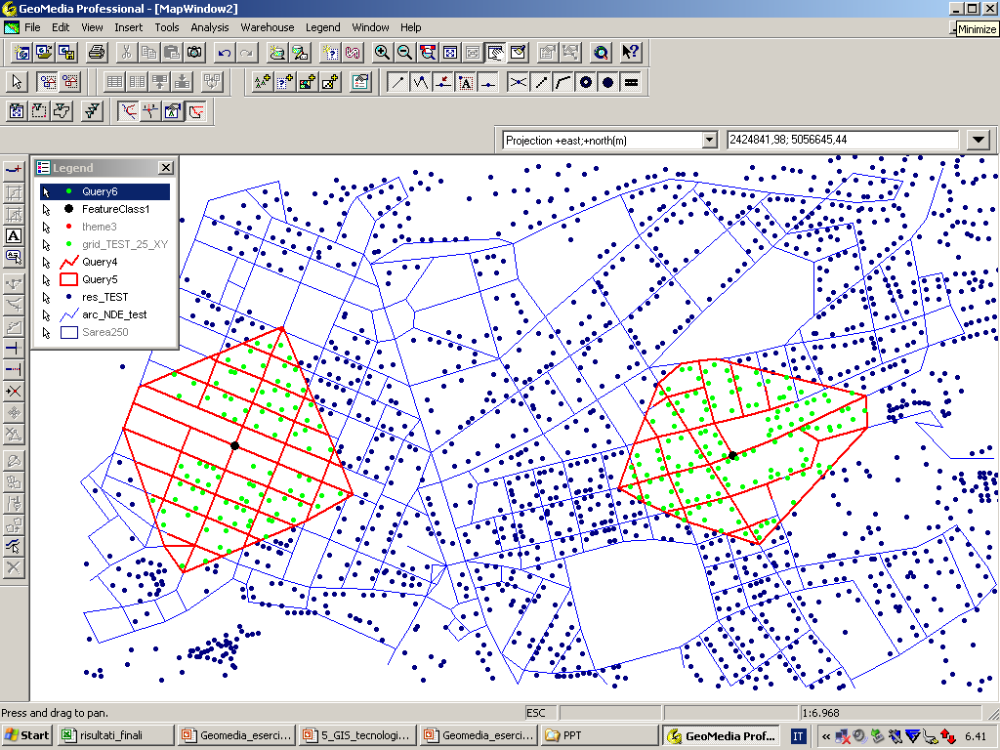 GeoMedia Professional - [MapWindow2]
Minimize
File Edit View Insert Tools Analysis Warehouse Legend Window Help
Projection +east;+north(m)
2424841,98; 5056645,44
Legend
Query6
FeatureClass1
theme3
grid_TEST_25_XY
Query4
Query5
res_TEST
arc_NDE_test
Sarea250
A
A
Press and drag to pan.
ESC
1:6.968
Start
risultati_finali
Geomedia_eserci...
5_GIS_tecnologi...
Geomedia_eserci...
PPT
GeoMedia Prof...
IT
«
6.41